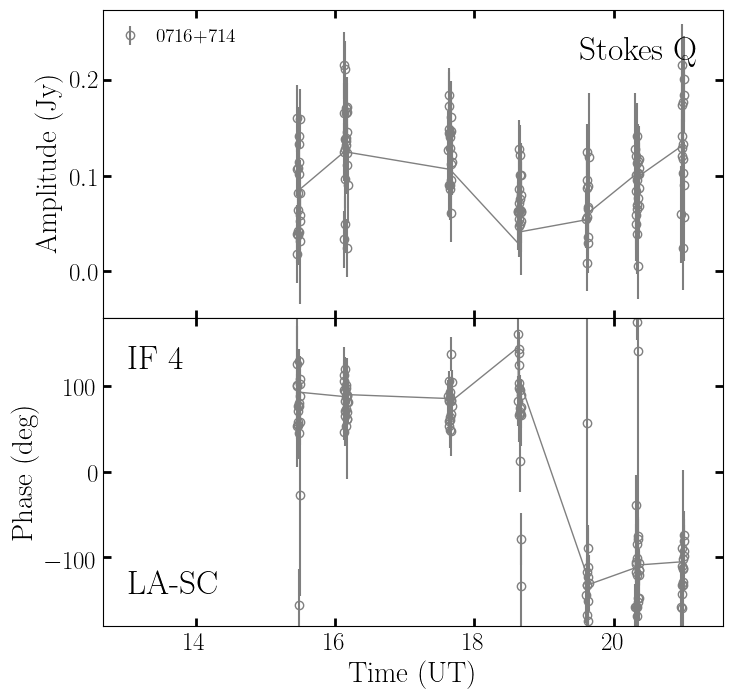 0716+714
Stokes Q
0.2
0.1
0.0
Amplitude (Jy)
IF 4
100
0
−100
Phase (deg)
LA-SC
14 16 18 20
Time (UT)